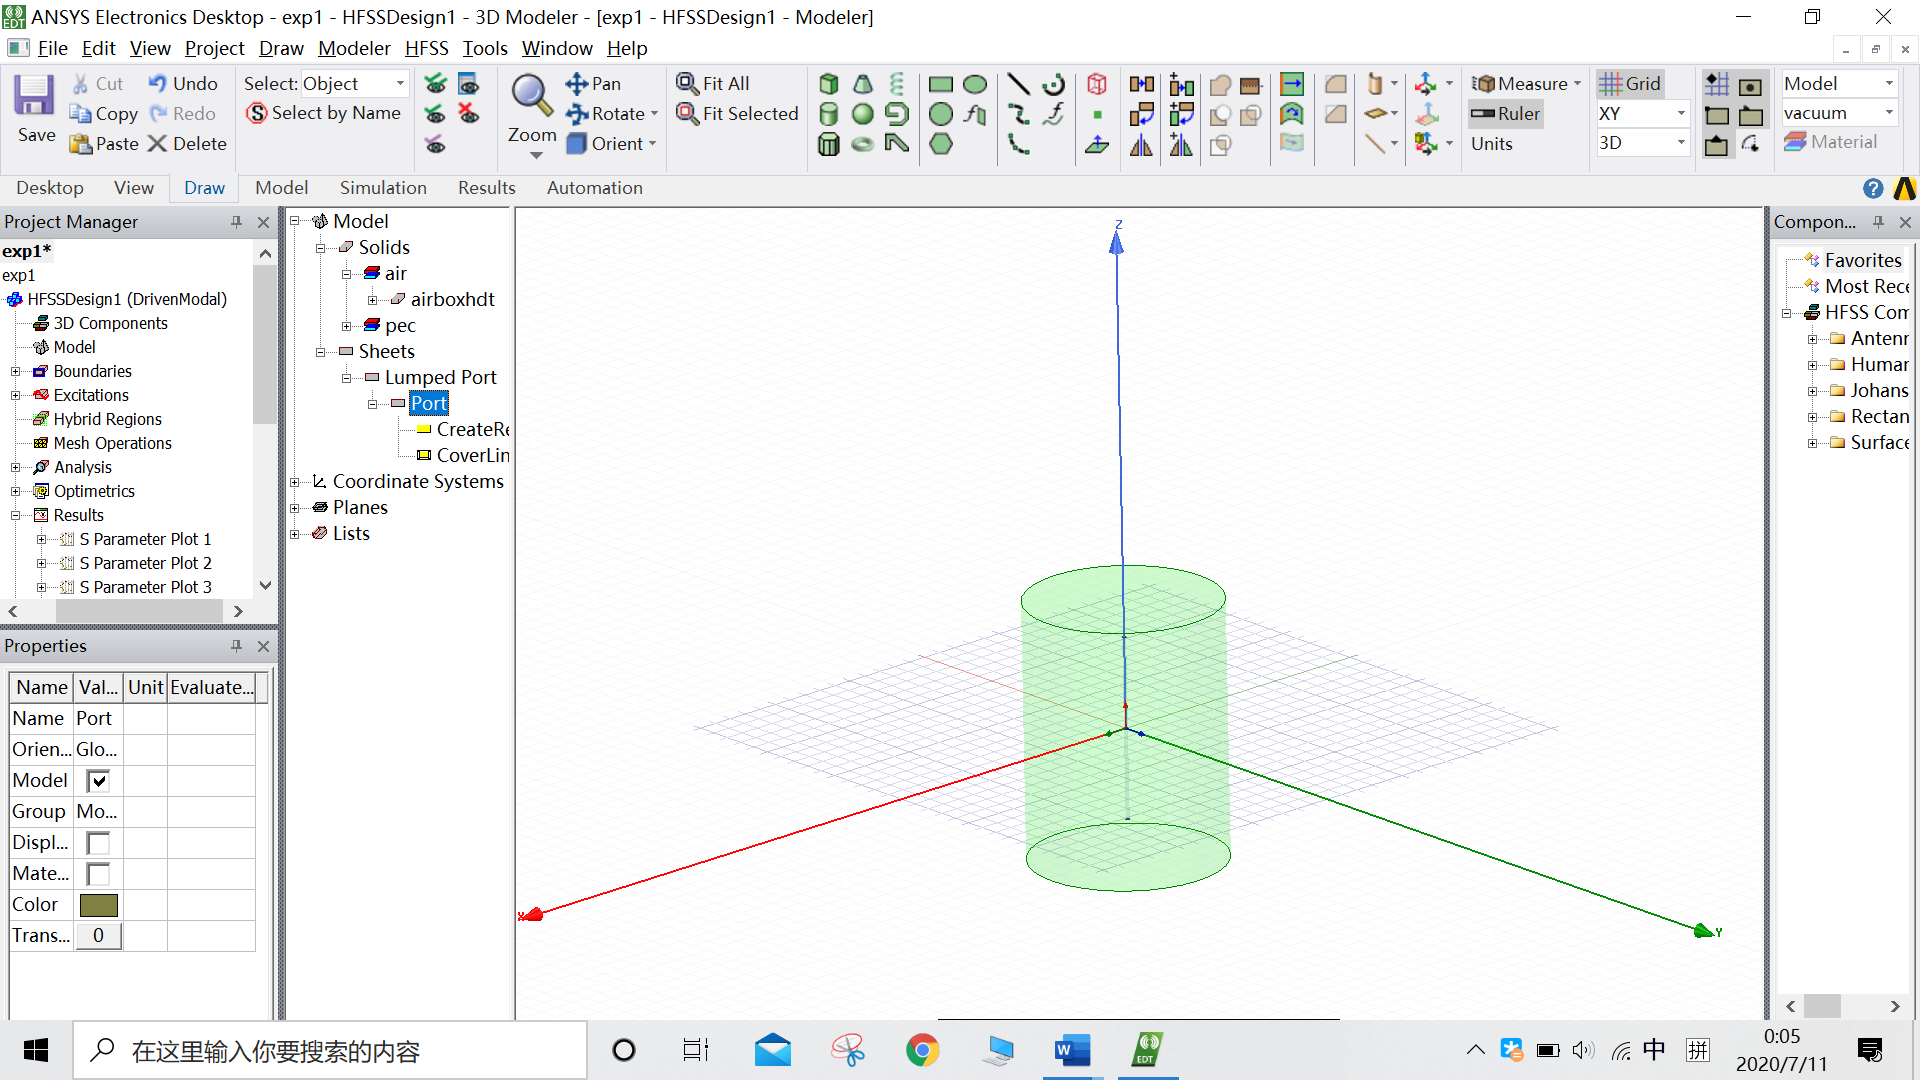 ANSYS Electronics Desktop - exp1 - HFSSDesign1 - 3D Modeler - [exp1 - HFSSDesign1 - Modeler]
File Edit View Project Draw Modeler HFSS Tools Window Help
Save
Cut
Copy
Paste
Undo
Redo
Delete
Select: Object
Select by Name
Zoom
Pan
Rotate
Orient
Fit All
Fit Selected
Measure
Ruler
Units
Grid
XY
3D
Model
vacuum
Material
Desktop View Draw Model Simulation Results Automation
Project Manager
exp1*
exp1
HFSSDesign1 (DrivenModal)
3D Components
Model
Boundaries
Excitations
Hybrid Regions
Mesh Operations
Analysis
Optimetrics
Results
S Parameter Plot 1
S Parameter Plot 2
S Parameter Plot 3
Properties
Name Val... Unit Evaluate...
Name Port
Orien... Glo...
Model
Group Mo...
Displ...
Mate...
Color
Trans... 0
Model
Solids
air
airboxhdt
pec
Sheets
Lumped Port
Port
CreateRe
CoverLin
Coordinate Systems
Planes
Lists
Z
X
Y
Compon...
Favorites
Most Rece
HFSS Com
Antenn
Human
Johans
Rectan
Surface
在这里输入你要搜索的内容
EDT
中
拼
0:05
2020/7/11